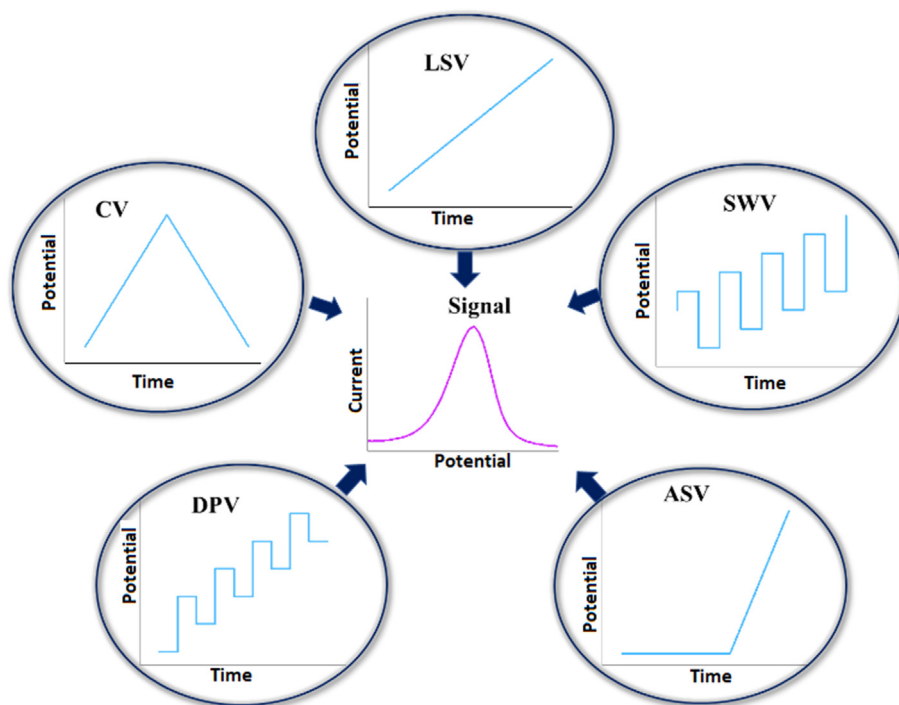 LSV
Potential
Time
CV
Potential
Time
SWV
Potential
Time
Signal
Current
Potential
DPV
Potential
Time
ASV
Potential
Time